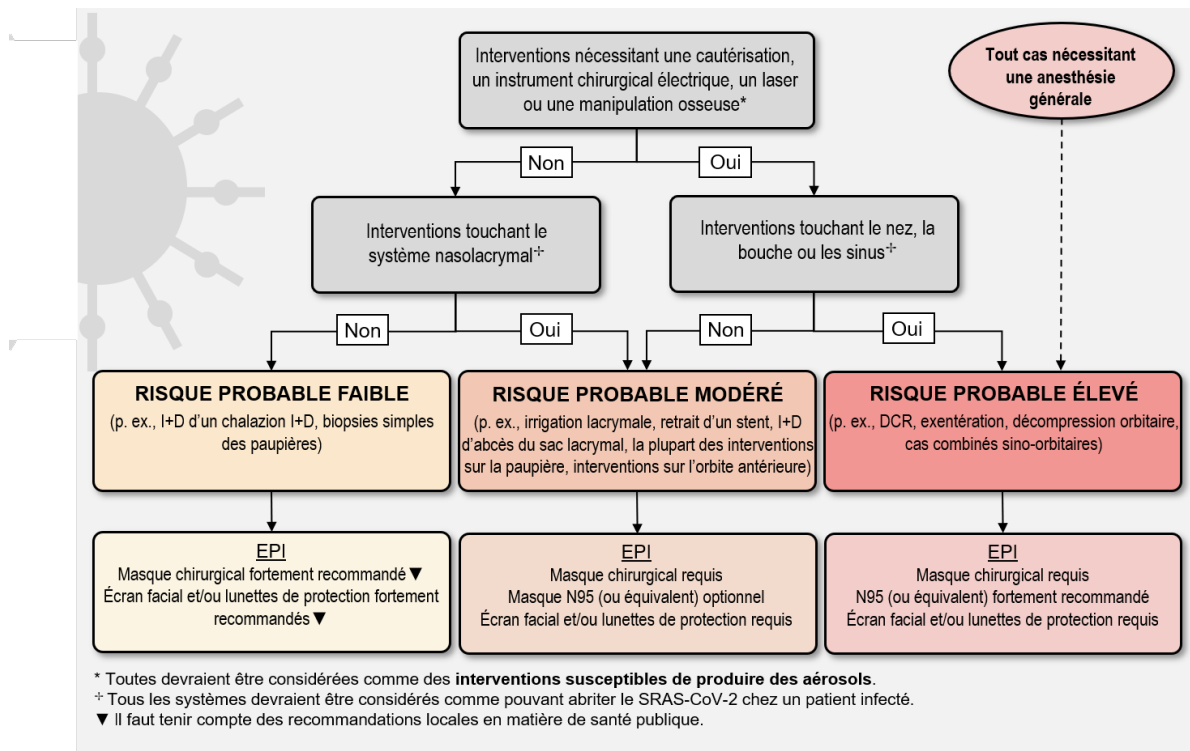 Interventions nécessitant une cautérisation,
un instrument chirurgical électrique, un laser
ou une manipulation osseuse*
Tout cas nécessitant
une anesthésie
générale
Non
Oui
Interventions touchant le
système nasolacrymal✢
Interventions touchant le nez, la
bouche ou les sinus✢
Non
Oui
Non
Oui
RISQUE PROBABLE FAIBLE
(p. ex., I+D d’un chalazion I+D, biopsies simples
des paupières)
RISQUE PROBABLE MODÉRÉ
(p. ex., irrigation lacrymale, retrait d’un stent, I+D
d’abcès du sac lacrymal, la plupart des interventions
sur la paupière, interventions sur l’orbite antérieure)
RISQUE PROBABLE ÉLEVÉ
(p. ex., DCR, exentération, décompression orbitaire,
cas combinés sino-orbitaires)
EPI
Masque chirurgical fortement recommandé▼
Écran facial et/ou lunettes de protection fortement
recommandés▼
EPI
Masque chirurgical requis
Masque N95 (ou équivalent) optionnel
Écran facial et/ou lunettes de protection requis
EPI
Masque chirurgical requis
N95 (ou équivalent) fortement recommandé
Écran facial et/ou lunettes de protection requis
* Toutes devraient être considérées comme des interventions susceptibles de produire des aérosols.
✢ Tous les systèmes devraient être considérés comme pouvant abriter le SRAS-CoV-2 chez un patient infecté.
▼ Il faut tenir compte des recommandations locales en matière de santé publique.